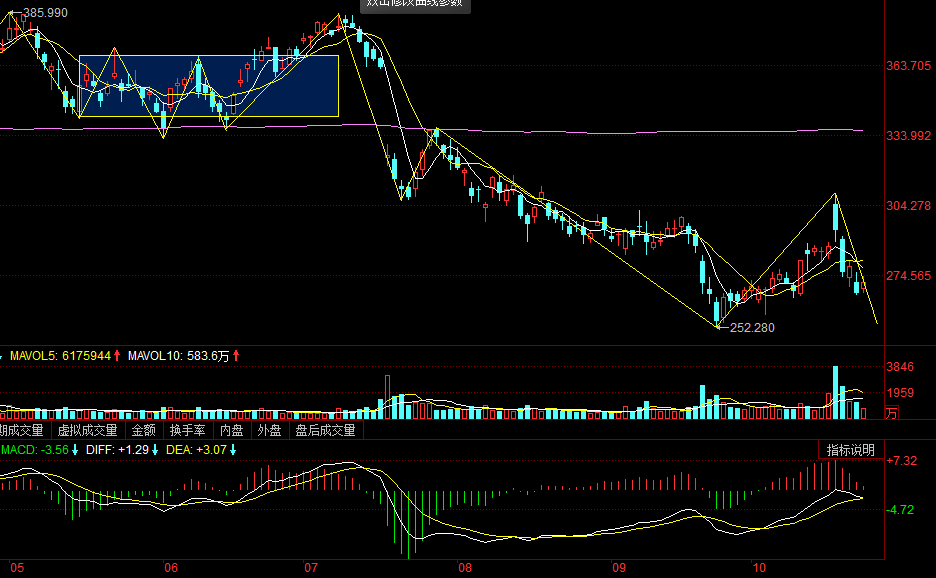 双击修改曲线参数
385.990
363.705
333.992
304.278
274.565
252.280
MAVOL5: 6175944↑ MAVOL10: 583.6万↑
3846
1959
万
期成交量 虚拟成交量 金额 换手率 内盘 外盘 盘后成交量
MACD: -3.56↓ DIFF: +1.29↓ DEA: +3.07↓ 指标说明
+7.32
-4.72
05 06 07 08 09 10